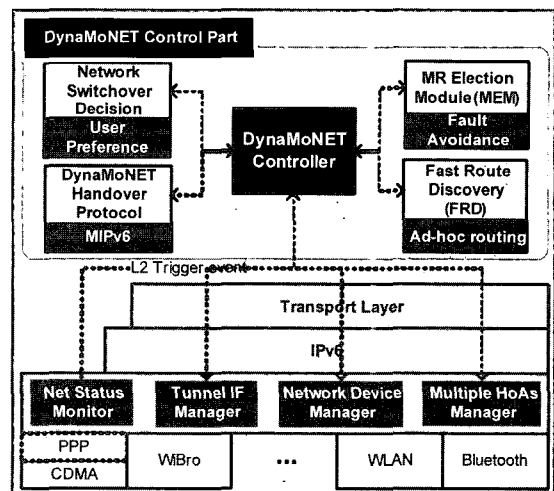 DynaMoNET Control Part
Network
Switchover
Decision
User
Preference
DynaMoNET
Handover
Protocol
MIPv6
DynaMoNET
Controller
MR Election
Module (MEM)
Fault
Avoidance
Fast Route
Discovery
(FRD)
Ad-hoc routing
L2 Trigger event
Transport Layer
IPv6
Net Status
Monitor
Tunnel IF
Manager
Network Device
Manager
Multiple HoAs
Manager
PPP
CDMA
WiBro
...
WLAN
Bluetooth